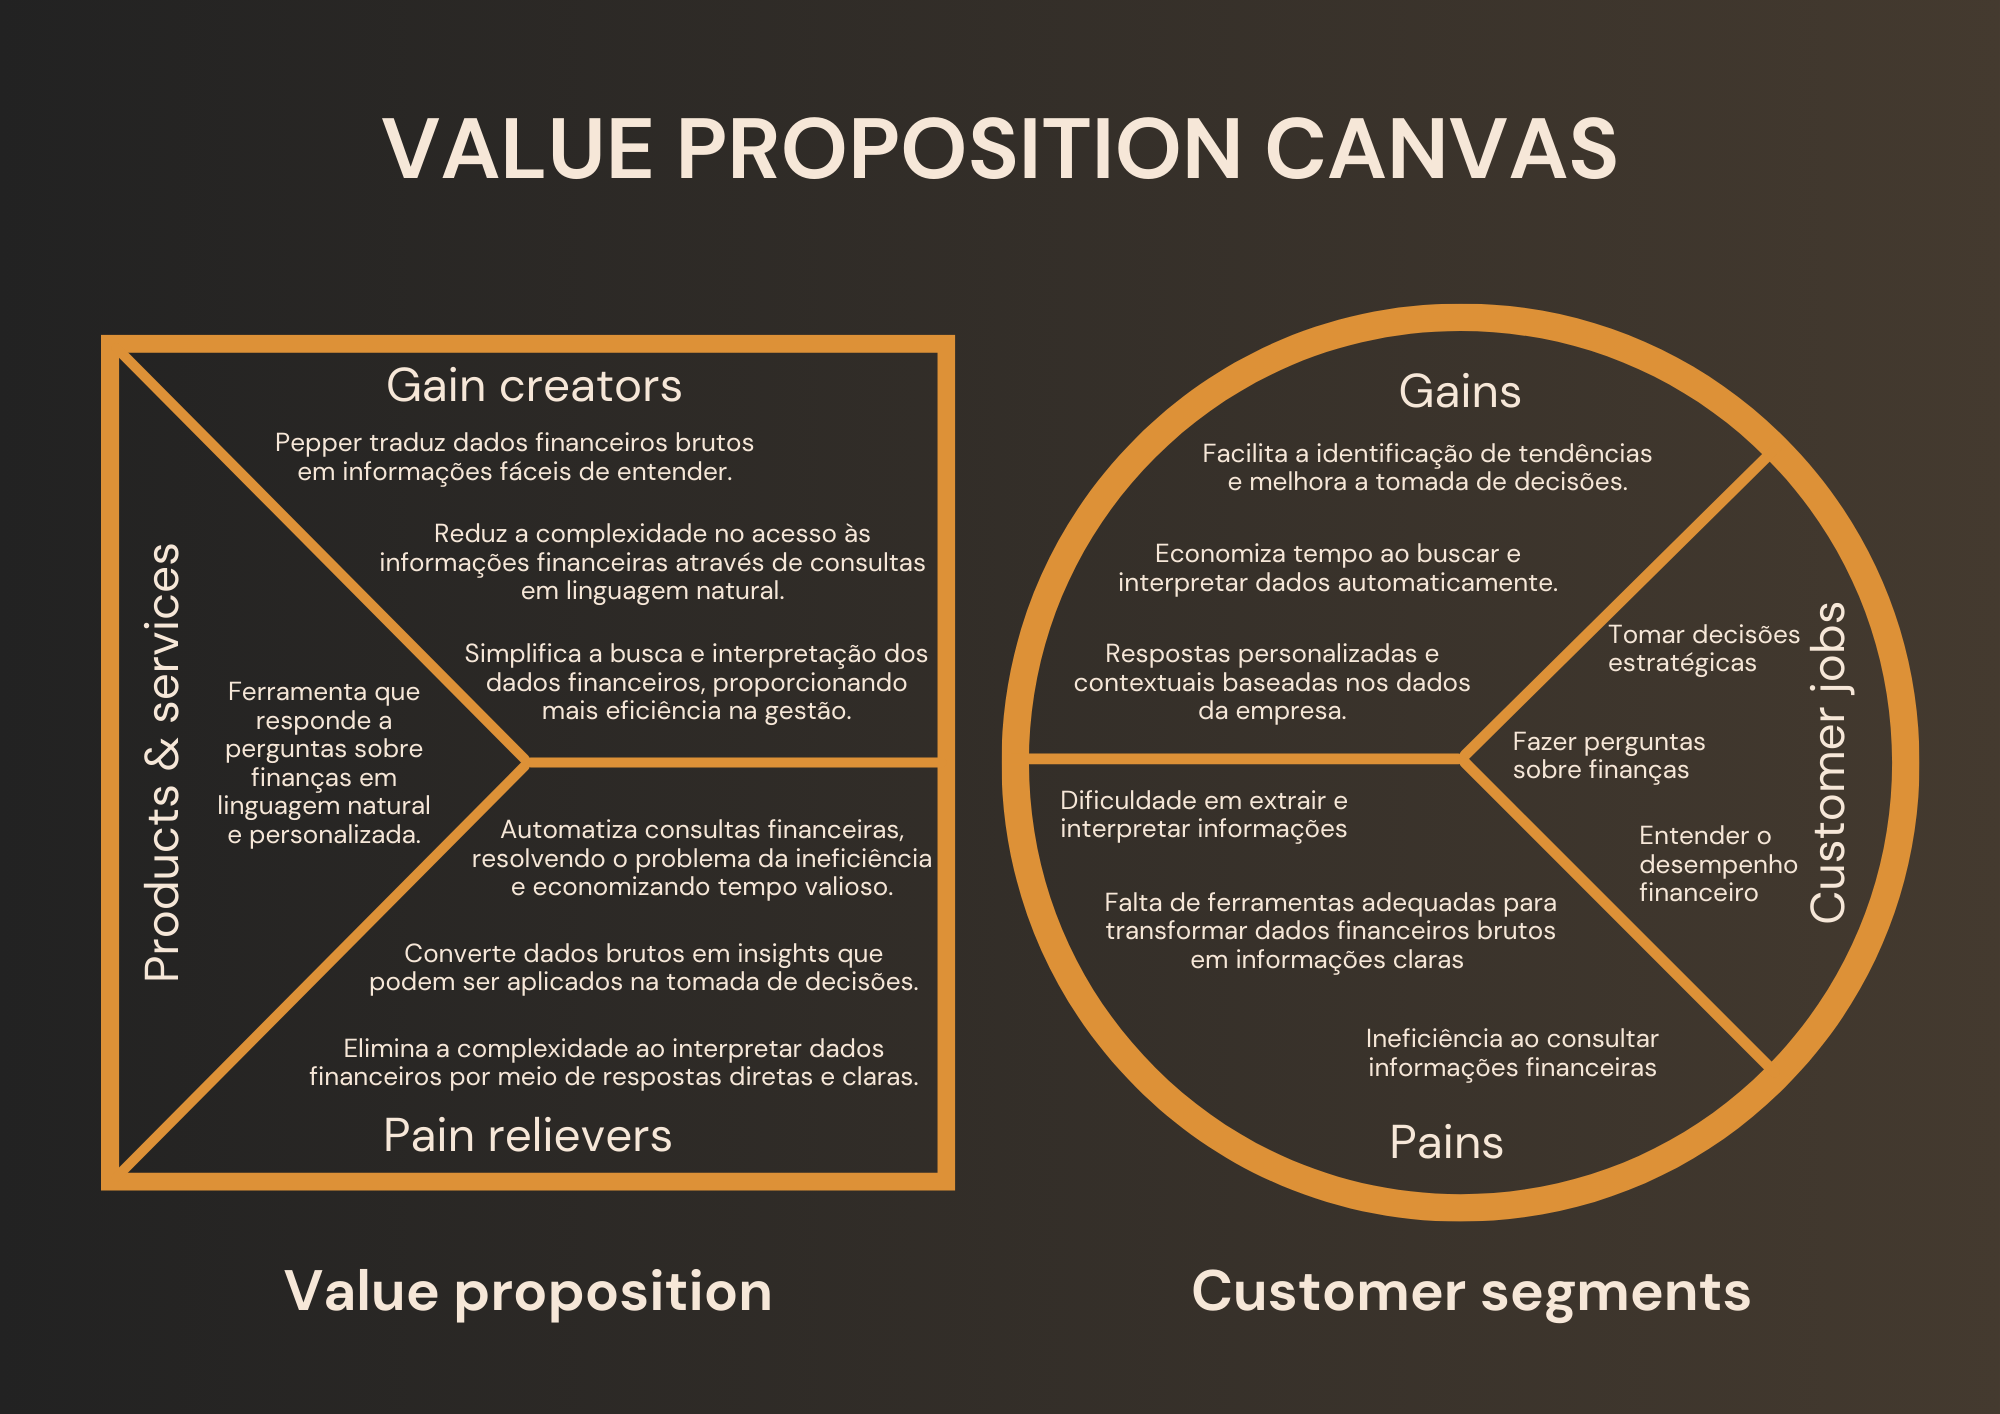 VALUE PROPOSITION CANVAS
Gain creators
Pepper traduz dados financeiros brutos
em informações fáceis de entender.
Reduz a complexidade no acesso às
informações financeiras através de consultas
em linguagem natural.
Simplifica a busca e interpretação dos
dados financeiros, proporcionando
mais eficiência na gestão.
Products & services
Ferramenta que
responde a
perguntas sobre
finanças em
linguagem natural
e personalizada.
Automatiza consultas financeiras,
resolvendo o problema da ineficiência
e economizando tempo valioso.
Converte dados brutos em insights que
podem ser aplicados na tomada de decisões.
Elimina a complexidade ao interpretar dados
financeiros por meio de respostas diretas e claras.
Pain relievers
Value proposition
Gains
Facilita a identificação de tendências
e melhora a tomada de decisões.
Economiza tempo ao buscar e
interpretar dados automaticamente.
Respostas personalizadas e
contextuais baseadas nos dados
da empresa.
Tomar decisões
estratégicas
Fazer perguntas
sobre finanças
Entender o
desempenho
financeiro
Customer jobs
Dificuldade em extrair e
interpretar informações
Falta de ferramentas adequadas para
transformar dados financeiros brutos
em informações claras
Ineficiência ao consultar
informações financeiras
Pains
Customer segments